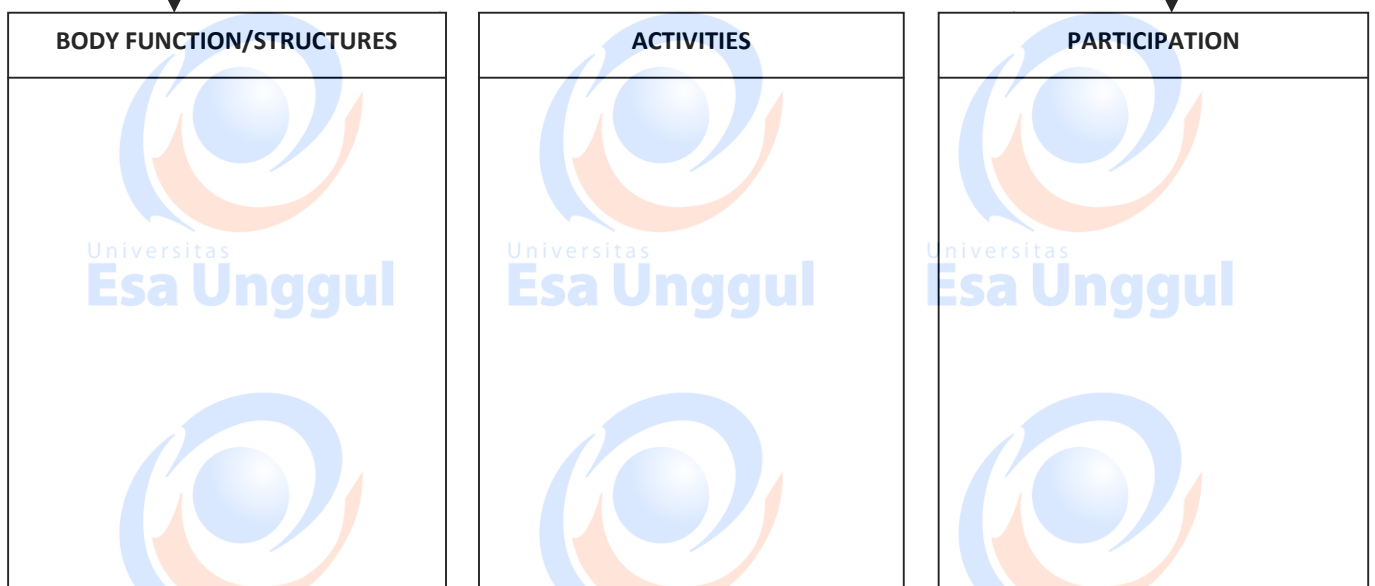 BODY FUNCTION/STRUCTURES
ACTIVITIES
PARTICIPATION
Universitas
Esa Unggul
Universitas
Esa Unggul
Universitas
Esa Unggul